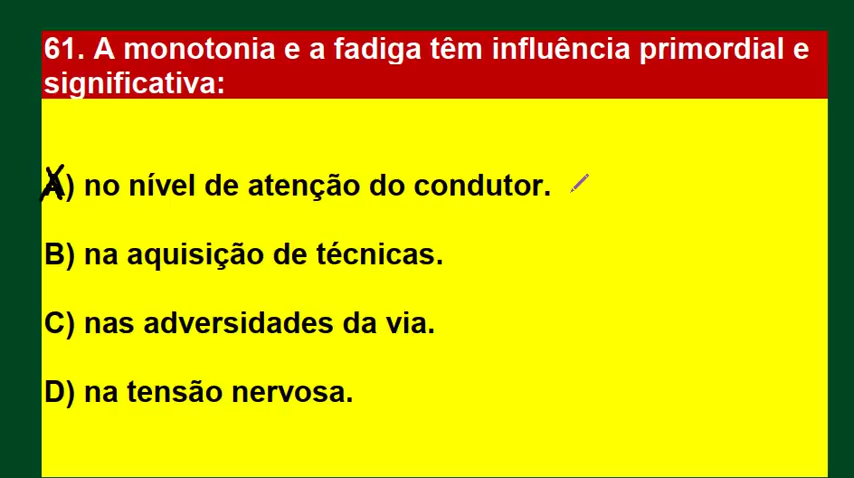 61. A monotonia e a fadiga têm influência primordial e
significativa:
A) no nível de atenção do condutor.
B) na aquisição de técnicas.
C) nas adversidades da via.
D) na tensão nervosa.